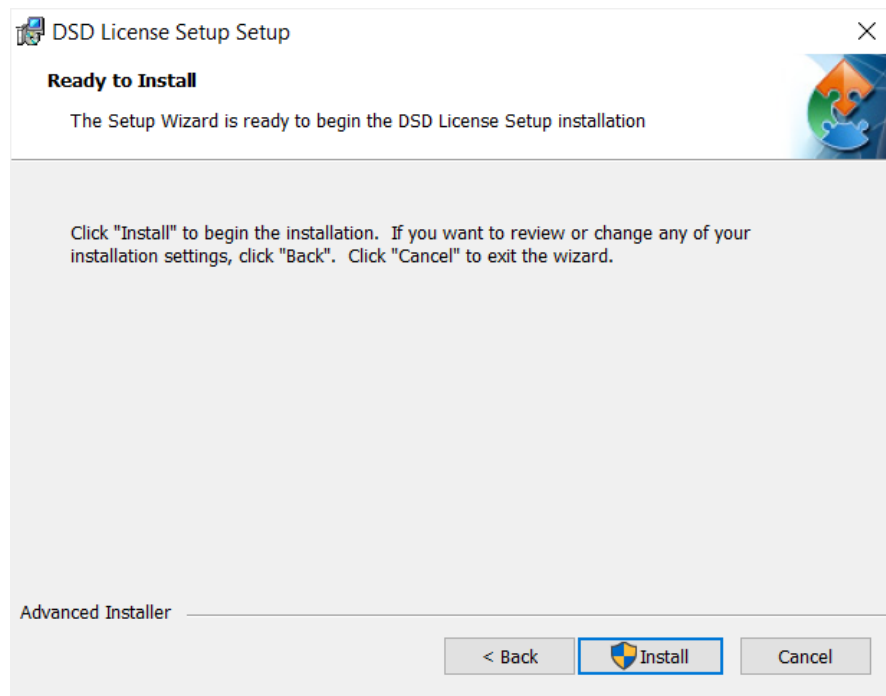 DSD License Setup Setup
Ready to Install
The Setup Wizard is ready to begin the DSD License Setup installation
Click "Install" to begin the installation.  If you want to review or change any of your
installation settings, click "Back".  Click "Cancel" to exit the wizard.
Advanced Installer
< Back
Install
Cancel